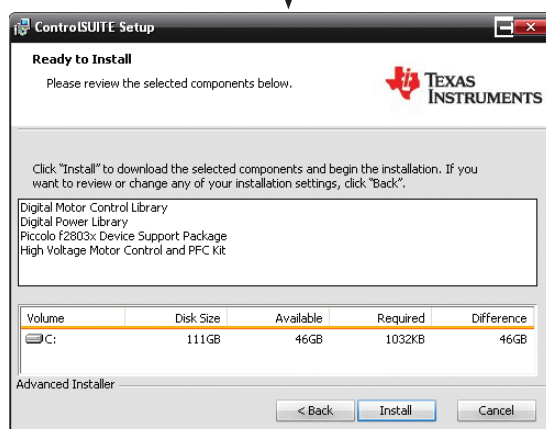 ControlSUITE Setup
Ready to Install
Please review the selected components below.
TEXAS
INSTRUMENTS
Click "Install" to download the selected components and begin the installation. If you
want to review or change any of your installation settings, click "Back".
Digital Motor Control Library
Digital Power Library
Piccolo f2803x Device Support Package
High Voltage Motor Control and PFC Kit
Volume Disk Size Available Required Difference
C: 111GB 46GB 1032KB 46GB
Advanced Installer
< Back Install Cancel